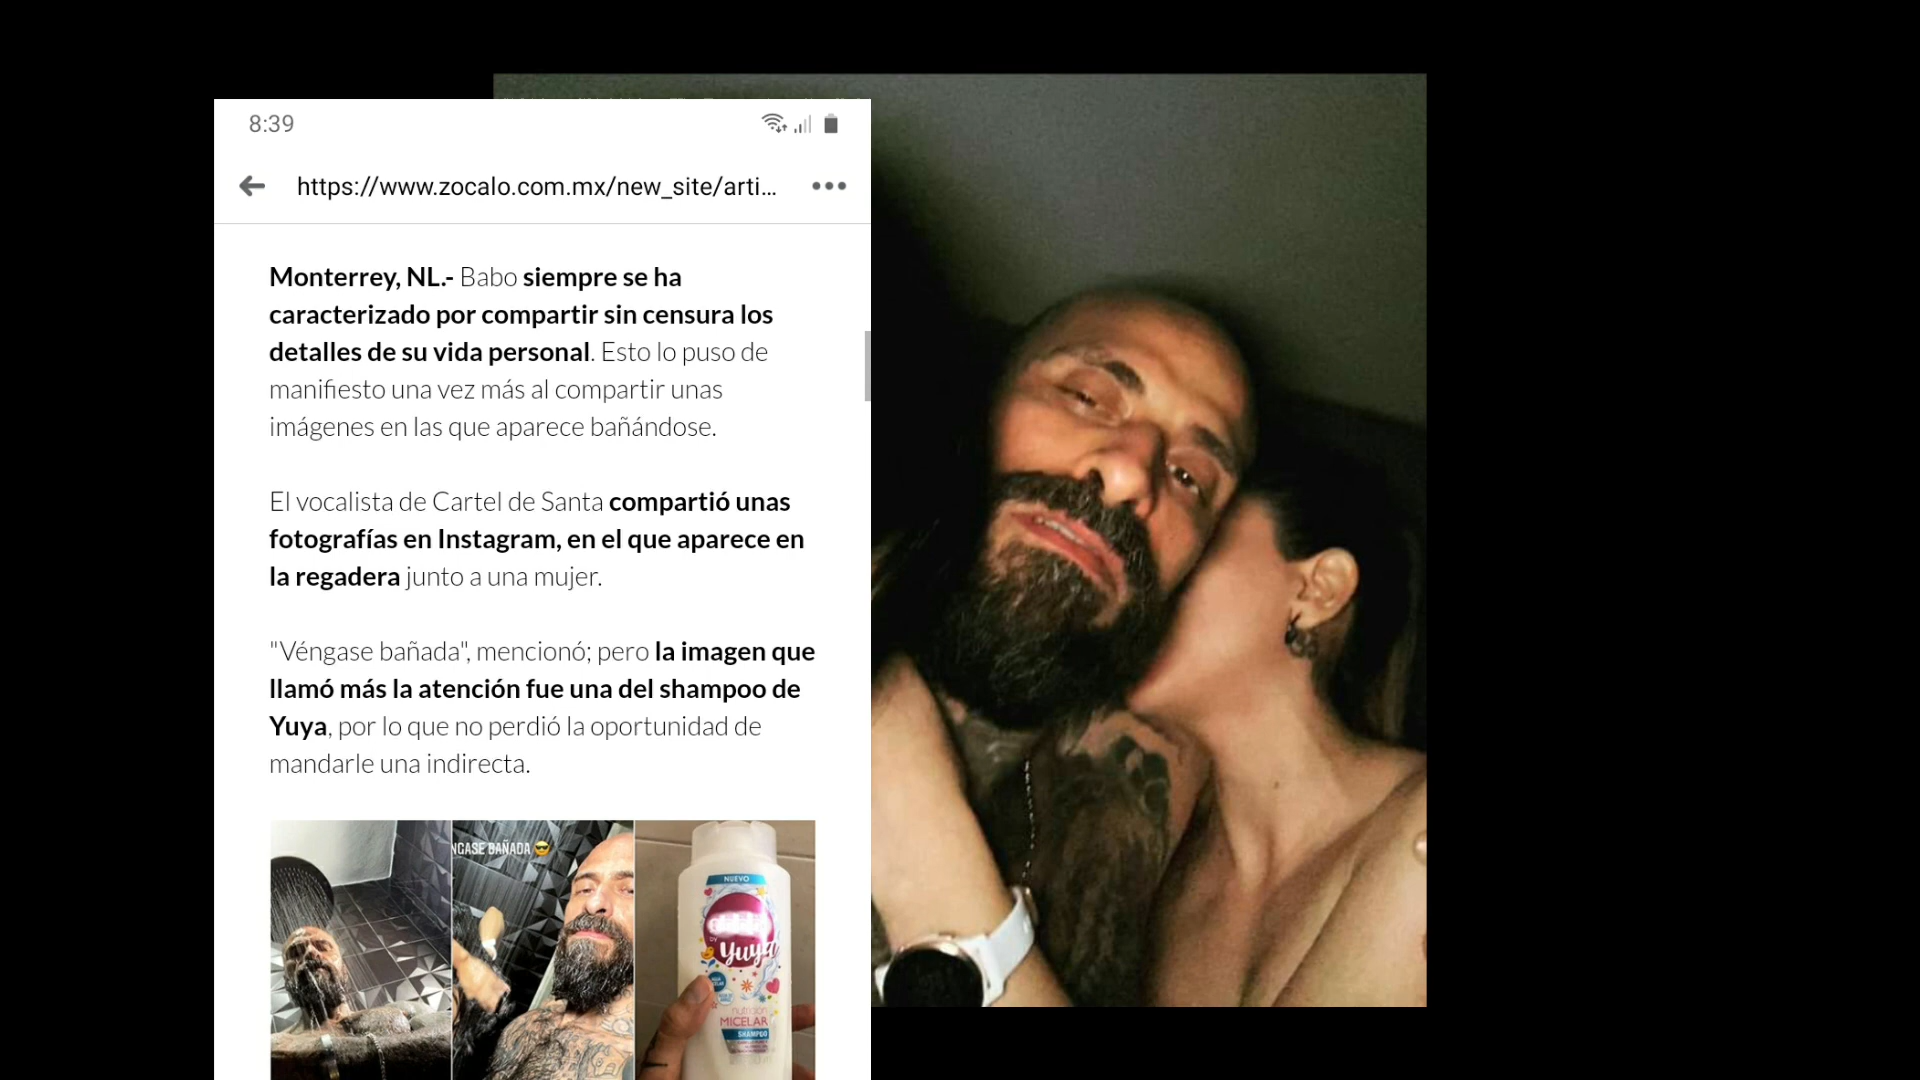 8:39
https://www.zocalo.com.mx/new_site/arti...
Monterrey, NL.- Babo siempre se ha
caracterizado por compartir sin censura los
detalles de su vida personal. Esto lo puso de
manifiesto una vez más al compartir unas
imágenes en las que aparece bañándose.
El vocalista de Cartel de Santa compartió unas
fotografías en Instagram, en el que aparece en
la regadera junto a una mujer.
"Véngase bañada", mencionó; pero la imagen que
llamó más la atención fue una del shampoo de
Yuya, por lo que no perdió la oportunidad de
mandarle una indirecta.
NGASE BAÑADA
NUEVO
by
Yuya
nutrición
MICELAR
SHAMPOO